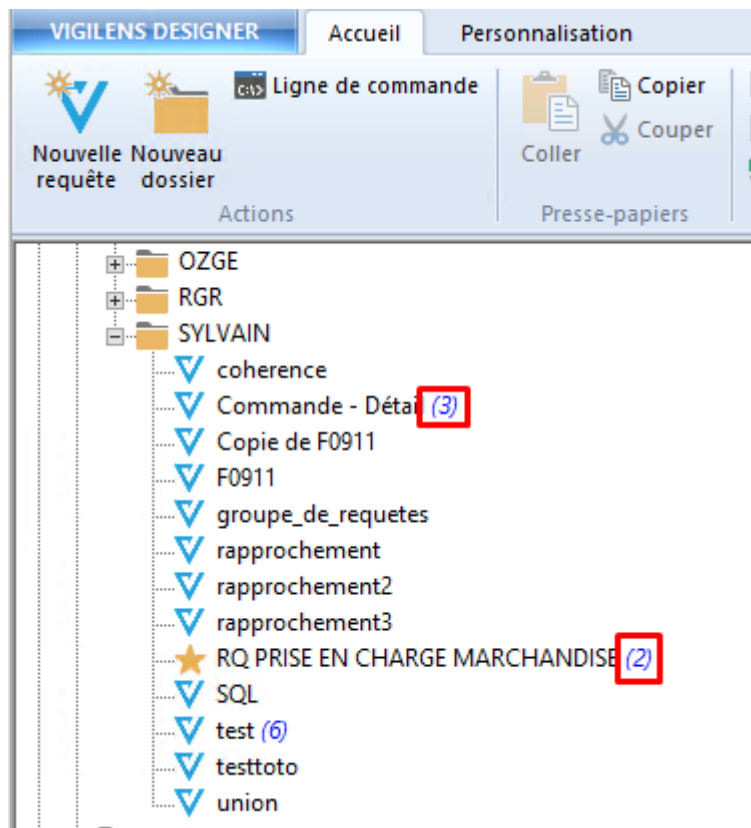 VIGILENS DESIGNER Accueil Personnalisation
Nouvelle requête
Nouveau dossier
Ligne de commande
Coller
Copier
Couper
Actions
Presse-papiers
OZGE
RGR
SYLVAIN
coherence
Commande - Détai (3)
Copie de F0911
F0911
groupe_de_requetes
rapprochement
rapprochement2
rapprochement3
RQ PRISE EN CHARGE MARCHANDISE (2)
SQL
test (6)
testtoto
union